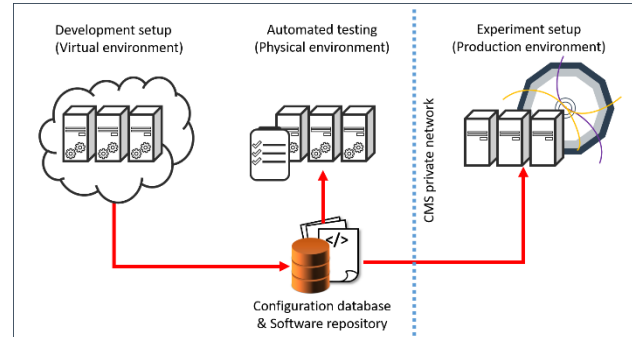 Development setup
(Virtual environment)
Automated testing
(Physical environment)
Experiment setup
(Production environment)
CMS private network
</>
Configuration database
& Software repository